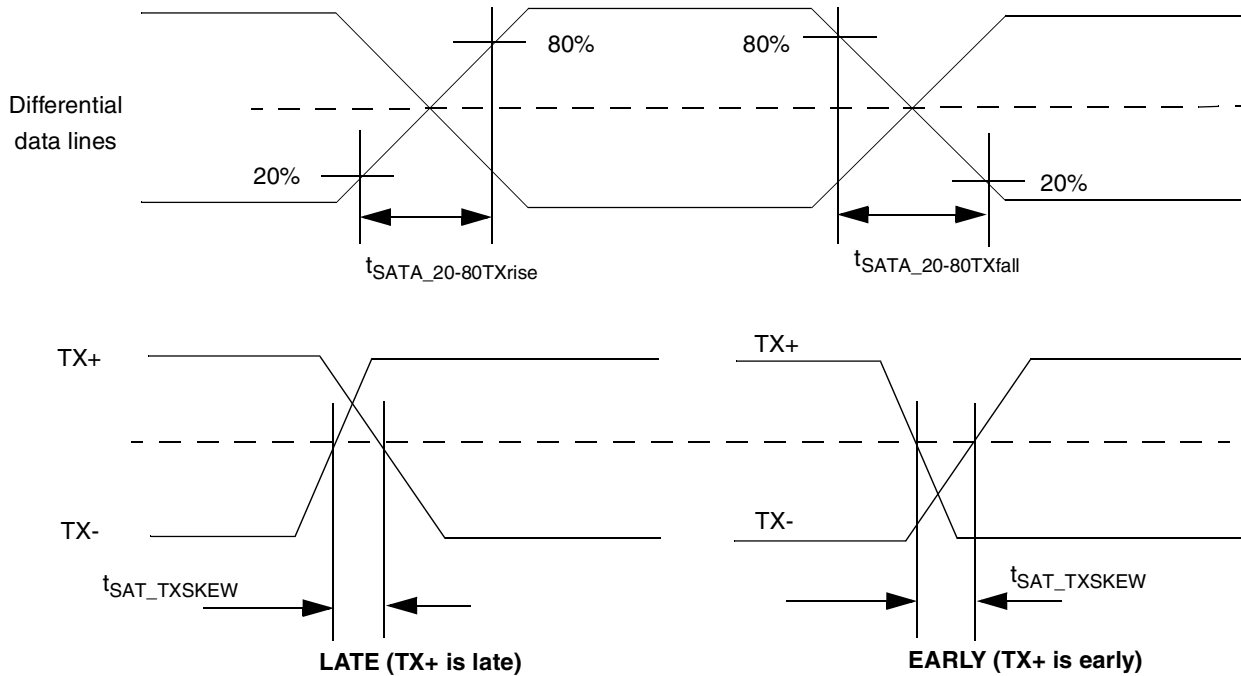 80%
80%
Differential
data lines
20%
20%
tSATA_20-80TXrise
tSATA_20-80TXfall
TX+
TX+
TX-
TX-
tSAT_TXSKEW
tSAT_TXSKEW
LATE (TX+ is late)
EARLY (TX+ is early)